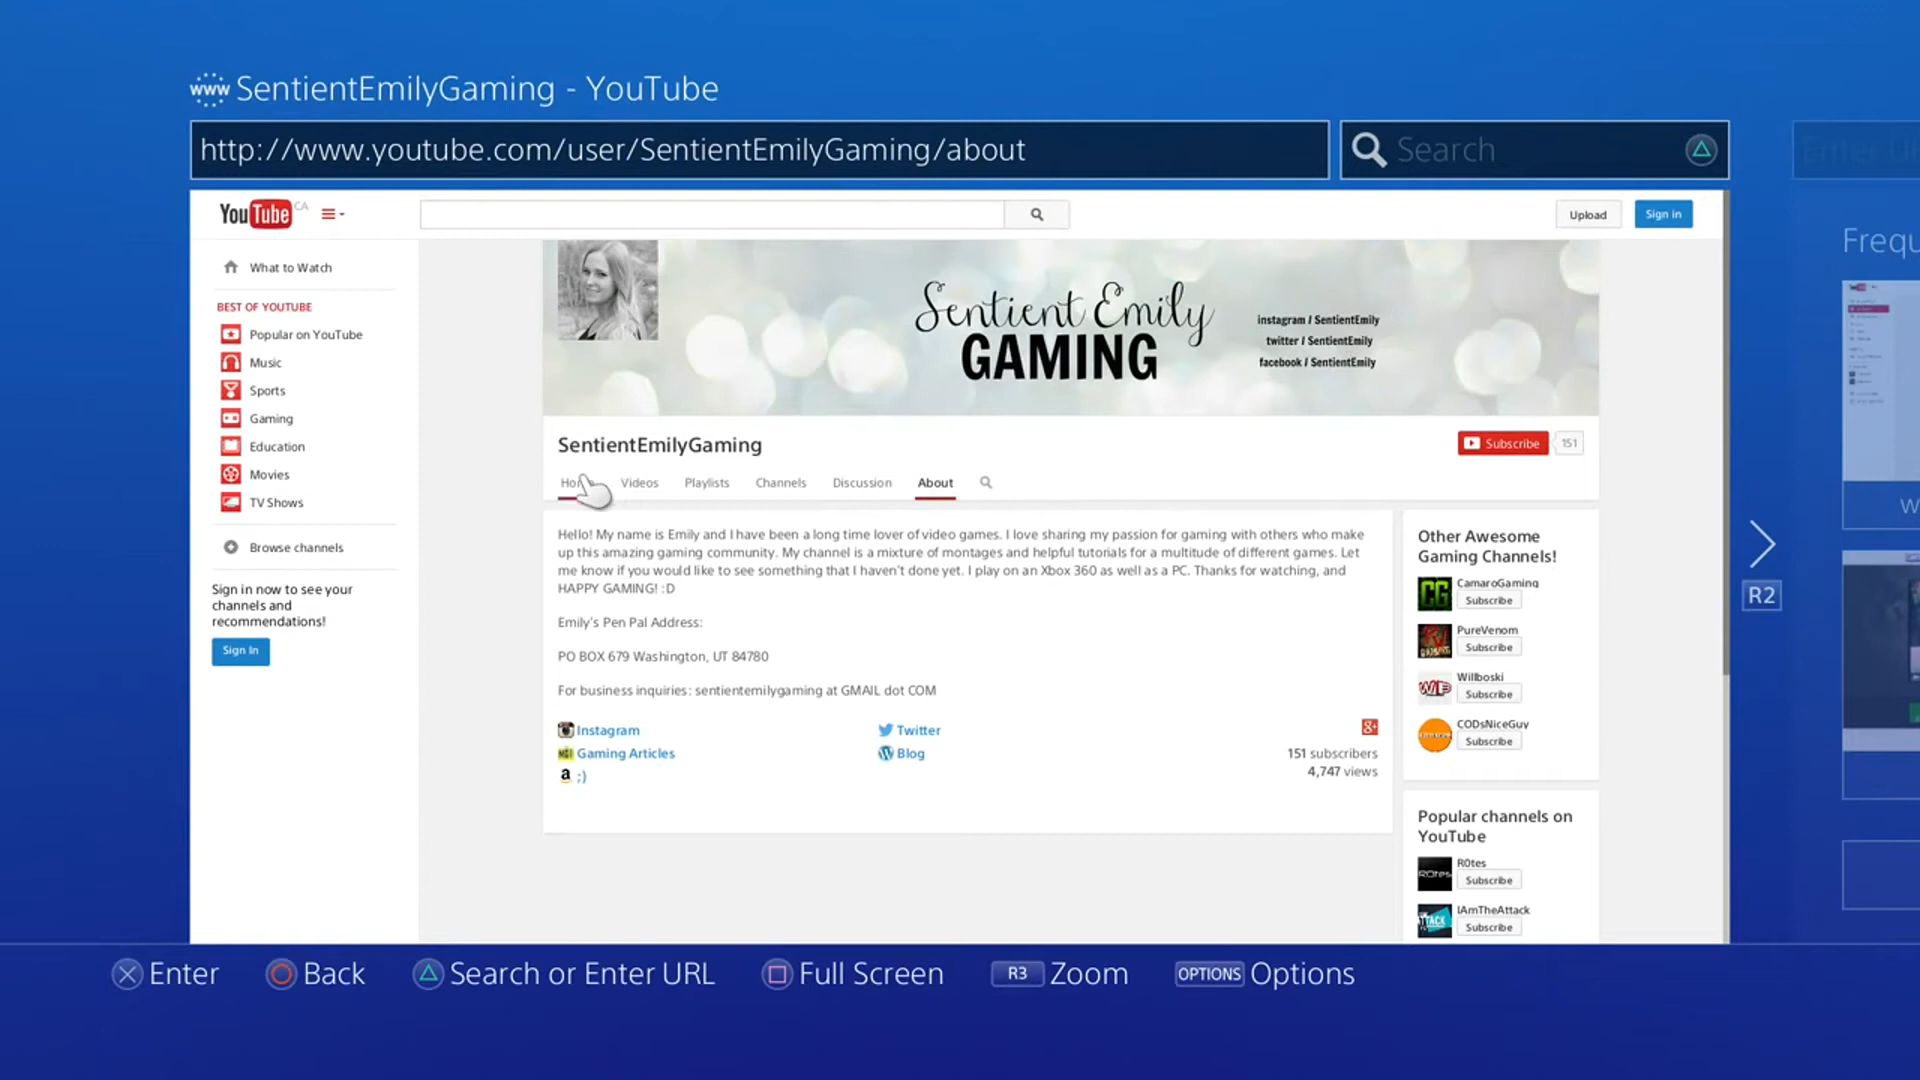 www SentientEmilyGaming - YouTube
http://www.youtube.com/user/SentientEmilyGaming/about
Search
YouTube CA
Upload
Sign in
What to Watch
BEST OF YOUTUBE
Popular on YouTube
Music
Sports
Gaming
Education
Movies
TV Shows
Browse channels
Sign in now to see your
channels and
recommendations!
Sign In
Sentient Emily
GAMING
instagram / SentientEmily
twitter / SentientEmily
facebook / SentientEmily
SentientEmilyGaming
Subscribe 151
Videos Playlists Channels Discussion About
Hello! My name is Emily and I have been a long time lover of video games. I love sharing my passion for gaming with others who make
up this amazing gaming community. My channel is a mixture of montages and helpful tutorials for a multitude of different games. Let
me know if you would like to see something that I haven't done yet. I play on an Xbox 360 as well as a PC. Thanks for watching, and
HAPPY GAMING! :D
Emily's Pen Pal Address:
PO BOX 679 Washington, UT 84780
For business inquiries: sentientemilygaming at GMAIL dot COM
Instagram
Twitter
Gaming Articles
Blog
a ;)
8+
151 subscribers
4,747 views
Other Awesome
Gaming Channels!
CG
CamaroGaming
Subscribe
PureVenom
Subscribe
Willboski
Subscribe
CODsNiceGuy
Subscribe
Popular channels on
YouTube
R0tes
R0tes
Subscribe
IAmTheAttack
Subscribe
R2
Enter Back Search or Enter URL Full Screen R3 Zoom OPTIONS Options